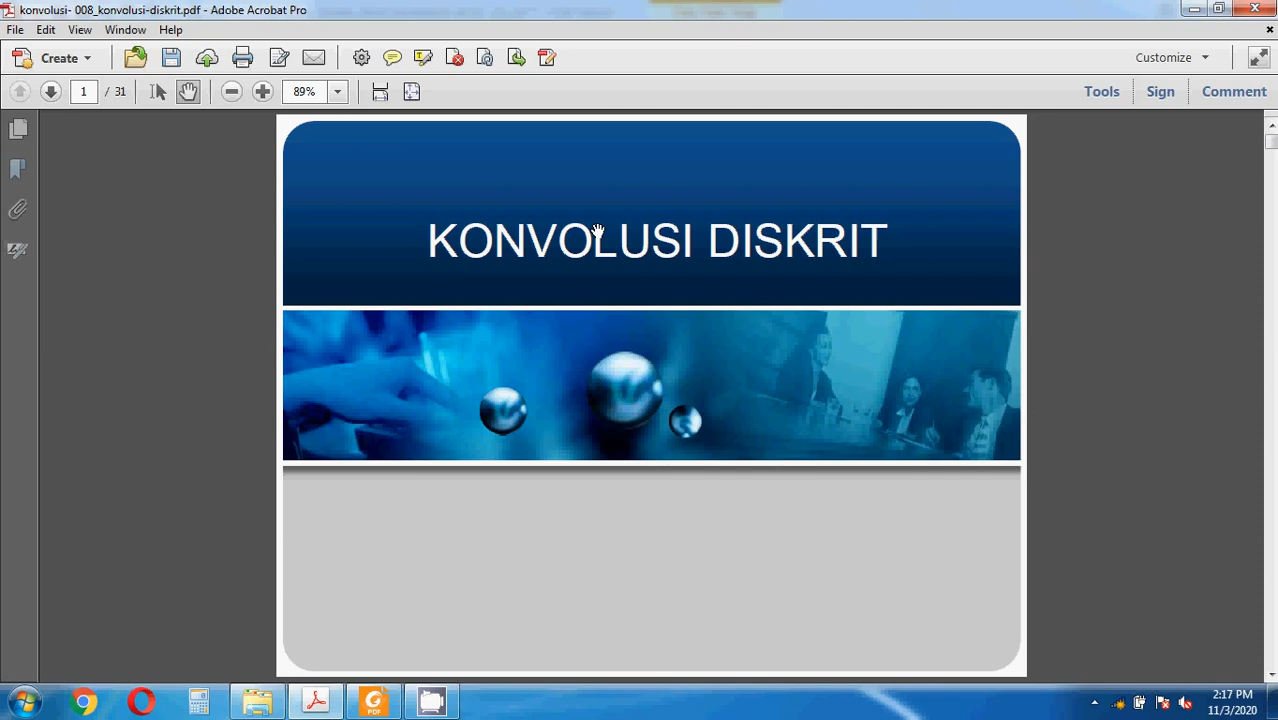 konvolusi- 008_konvolusi-diskrit.pdf - Adobe Acrobat Pro
File Edit View Window Help
Create
Customize
1 / 31
89%
Tools Sign Comment
KONVOLUSI DISKRIT
PDF
2:17 PM
11/3/2020